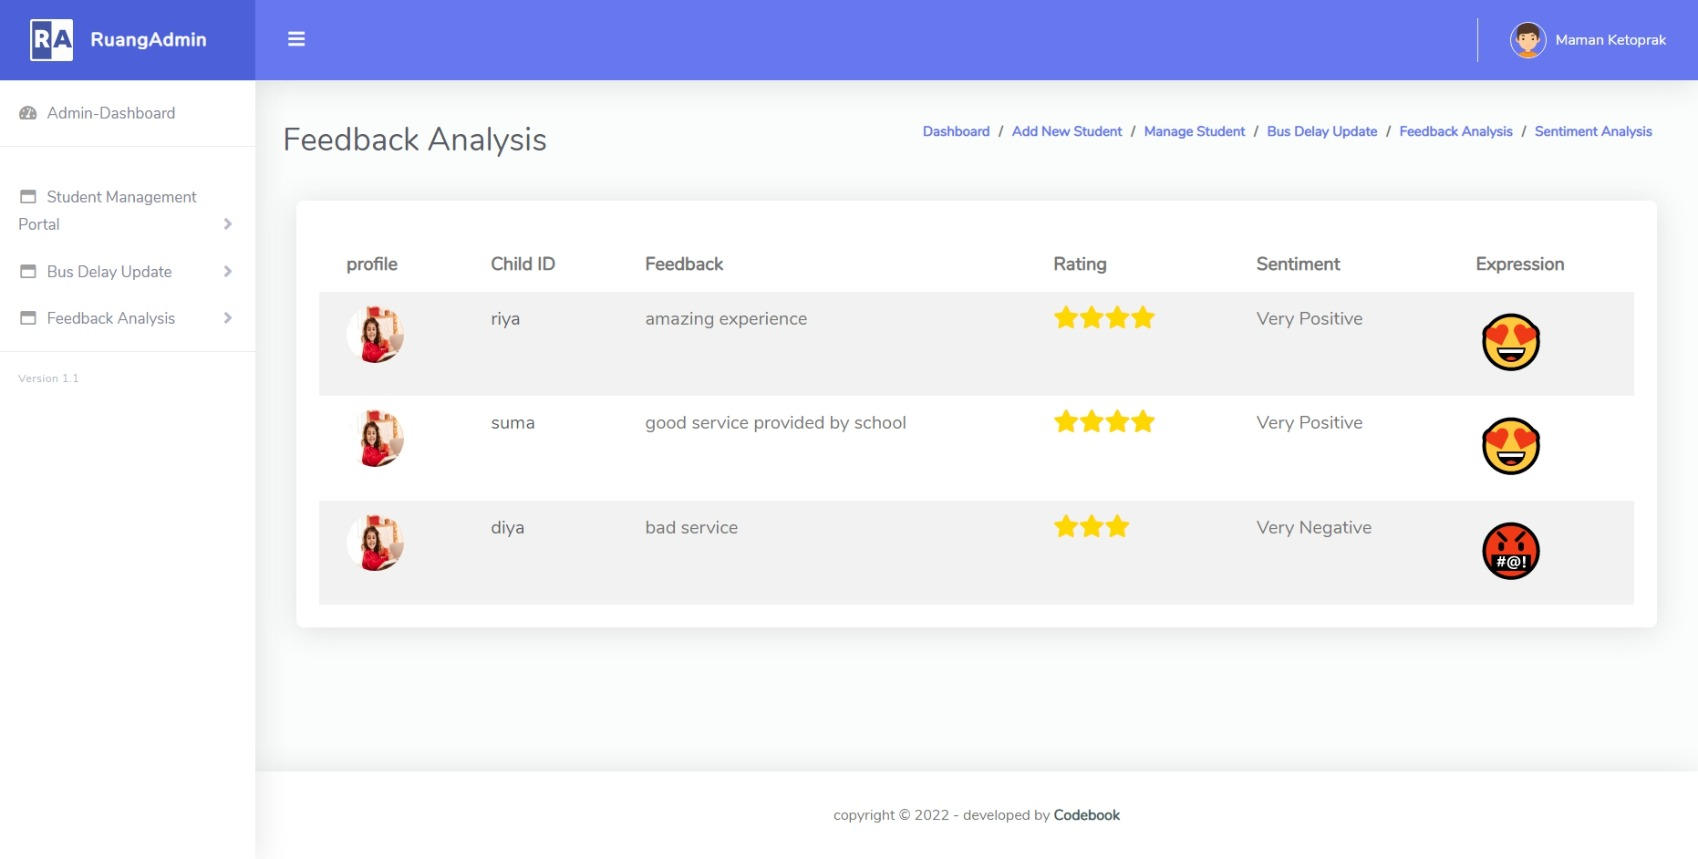 RA RuangAdmin
Maman Ketoprak
Admin-Dashboard
Student Management
Portal
Bus Delay Update
Feedback Analysis
Version 1.1
Feedback Analysis
Dashboard / Add New Student / Manage Student / Bus Delay Update / Feedback Analysis / Sentiment Analysis
profile Child ID Feedback Rating Sentiment Expression
riya amazing experience Very Positive
suma good service provided by school Very Positive
diya bad service Very Negative #@!
copyright © 2022 - developed by Codebook